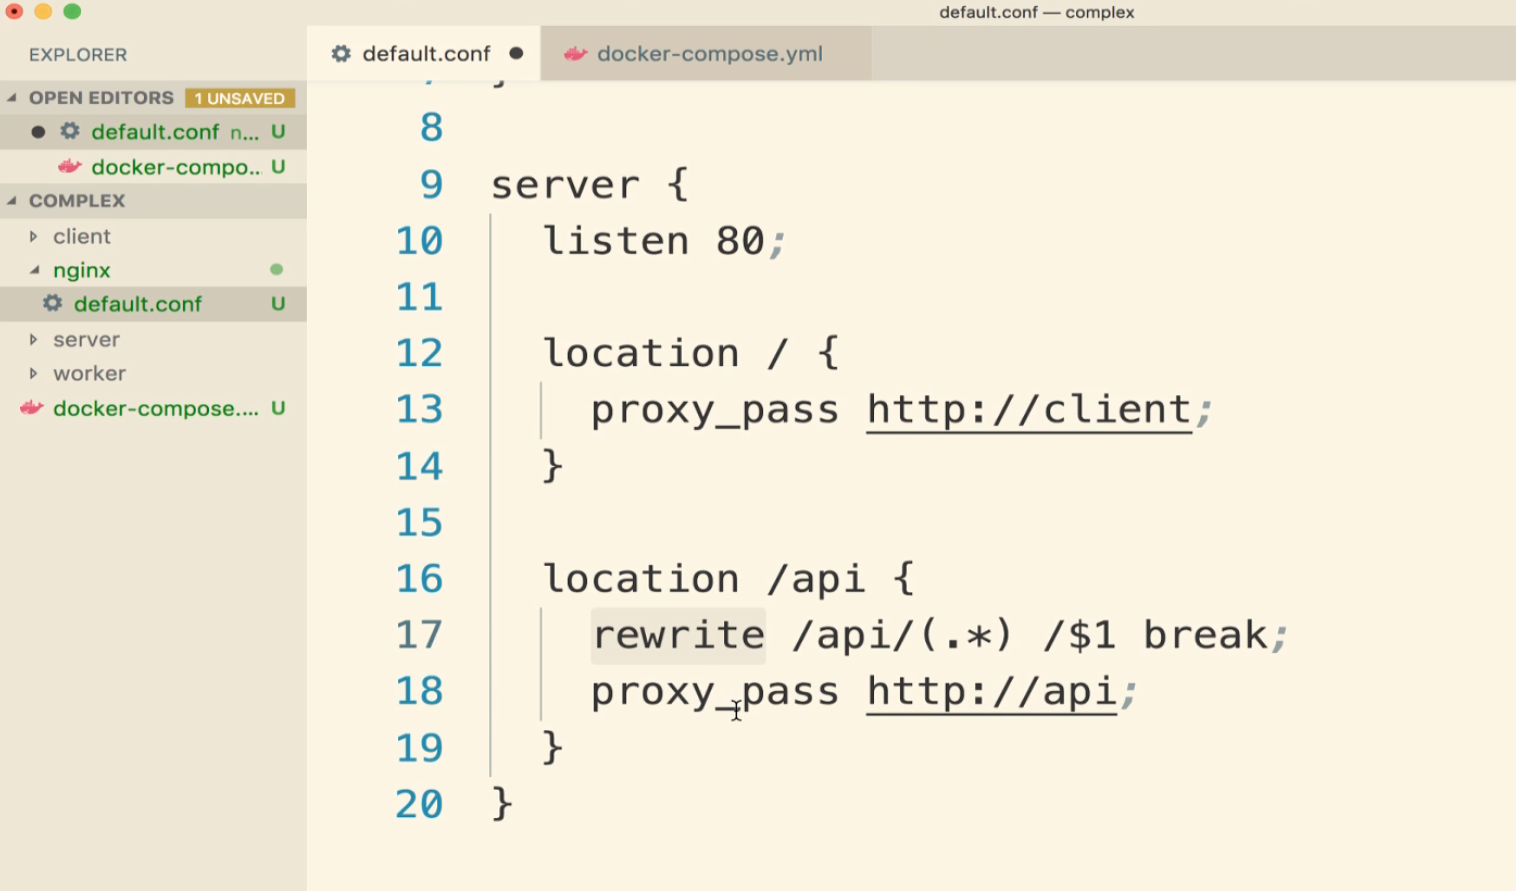 default.conf — complex
EXPLORER
default.conf
docker-compose.yml
OPEN EDITORS 1 UNSAVED
default.conf n... U
docker-compo... U
COMPLEX
client
nginx
default.conf U
server
worker
docker-compose.... U
8
9 server {
10 listen 80;
11
12 location / {
13 proxy_pass http://client;
14 }
15
16 location /api {
17 rewrite /api/(.*) /$1 break;
18 proxy_pass http://api;
19 }
20 }